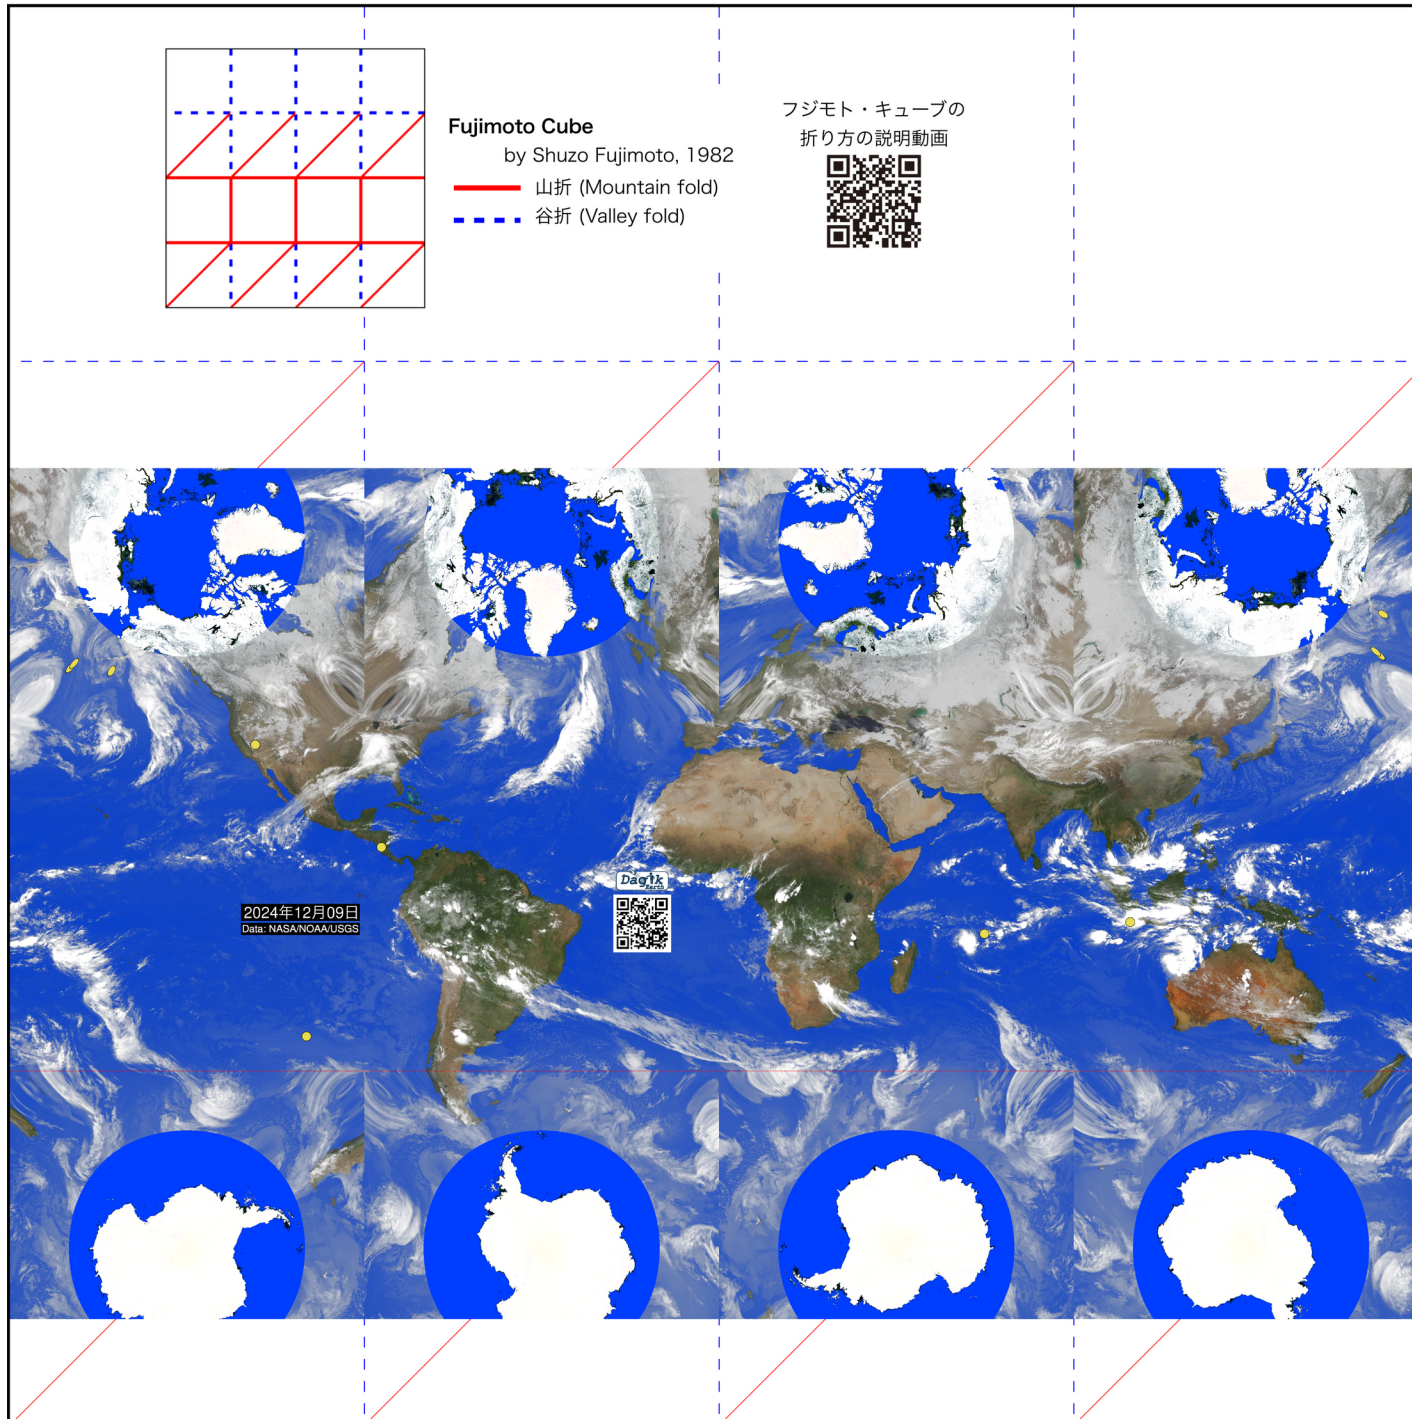 Fujimoto Cube
by Shuzo Fujimoto, 1982
山折 (Mountain fold)
谷折 (Valley fold)
フジモト・キューブの
折り方の説明動画
Dagik
Earth
2024年12月09日
Data: NASA/NOAA/USGS